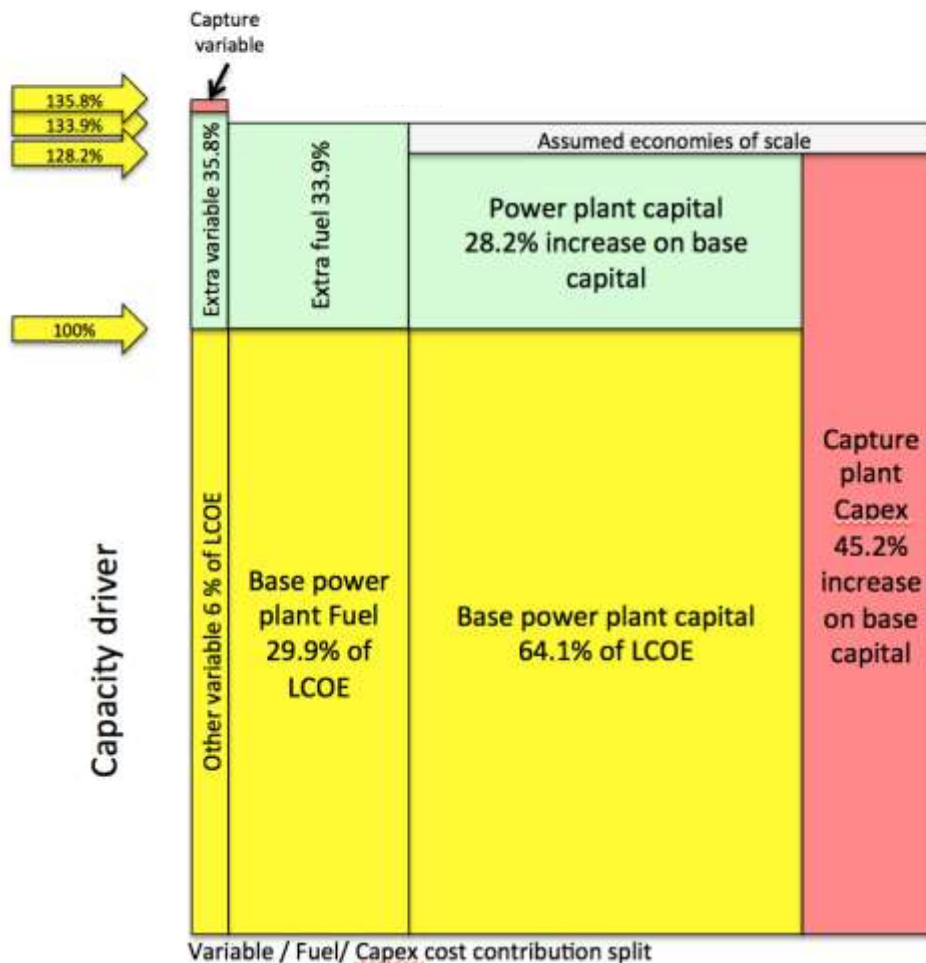 Capture
variable
135.8%
133.9%
128.2%
100%
Assumed economies of scale
Extra variable 35.8%
Extra fuel 33.9%
Power plant capital
28.2% increase on base
capital
Capacity driver
Other variable 6 % of LCOE
Base power
plant Fuel
29.9% of
LCOE
Base power plant capital
64.1% of LCOE
Capture
plant
Capex
45.2%
increase
on base
capital
Variable / Fuel/ Capex cost contribution split